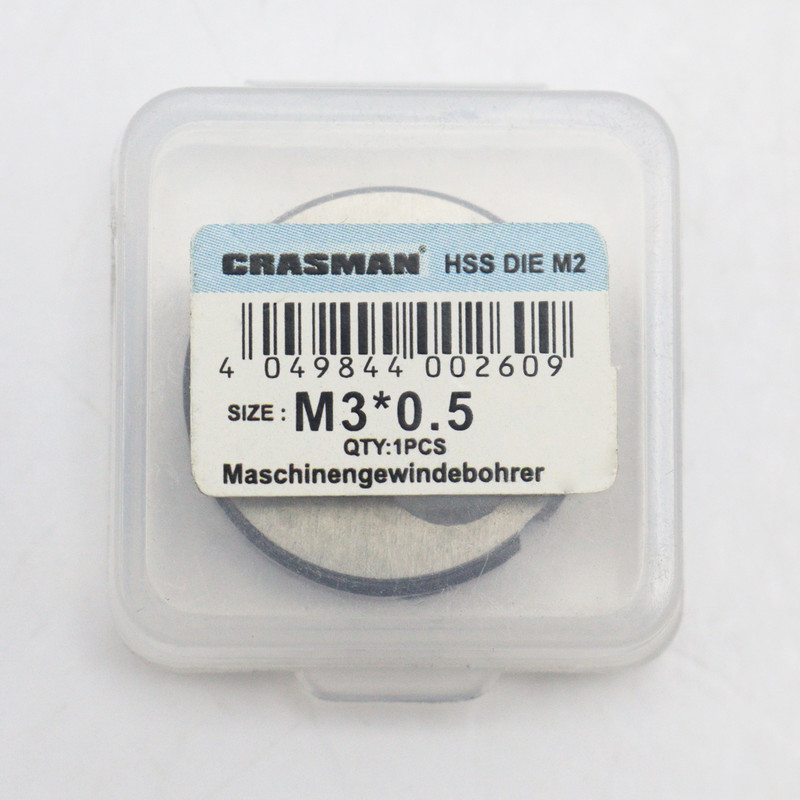 CRASMAN® HSS DIE M2
4 049844 002609
SIZE : M3*0.5
QTY:1PCS
Maschinengewindebohrer